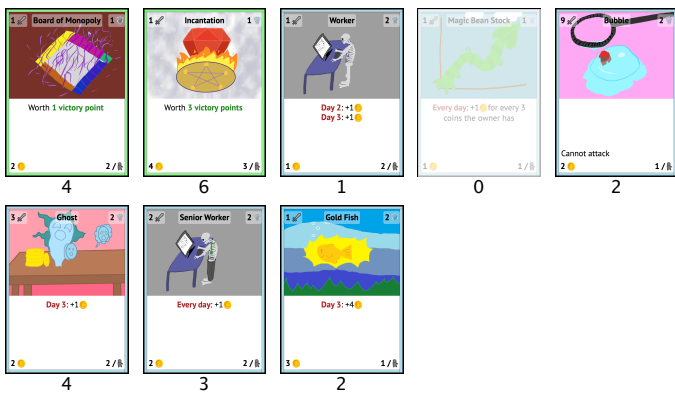 1 Board of Monopoly 1
Worth 1 victory point
2 2 /
4
1 Incantation 1
Worth 3 victory points
4 3 /
6
1 Worker 2
Day 2: +1
Day 3: +1
1 2 /
1
1 Magic Bean Stock 1
Every day: +1 for every 3
coins the owner has
1 1 /
0
9 Bubble 2
Cannot attack
2 1 /
2
3 Ghost 2
Day 3: +1
2 2 /
4
2 Senior Worker 2
Every day: +1
2 2 /
3
1 Gold Fish 2
Day 3: +4
3 1 /
2